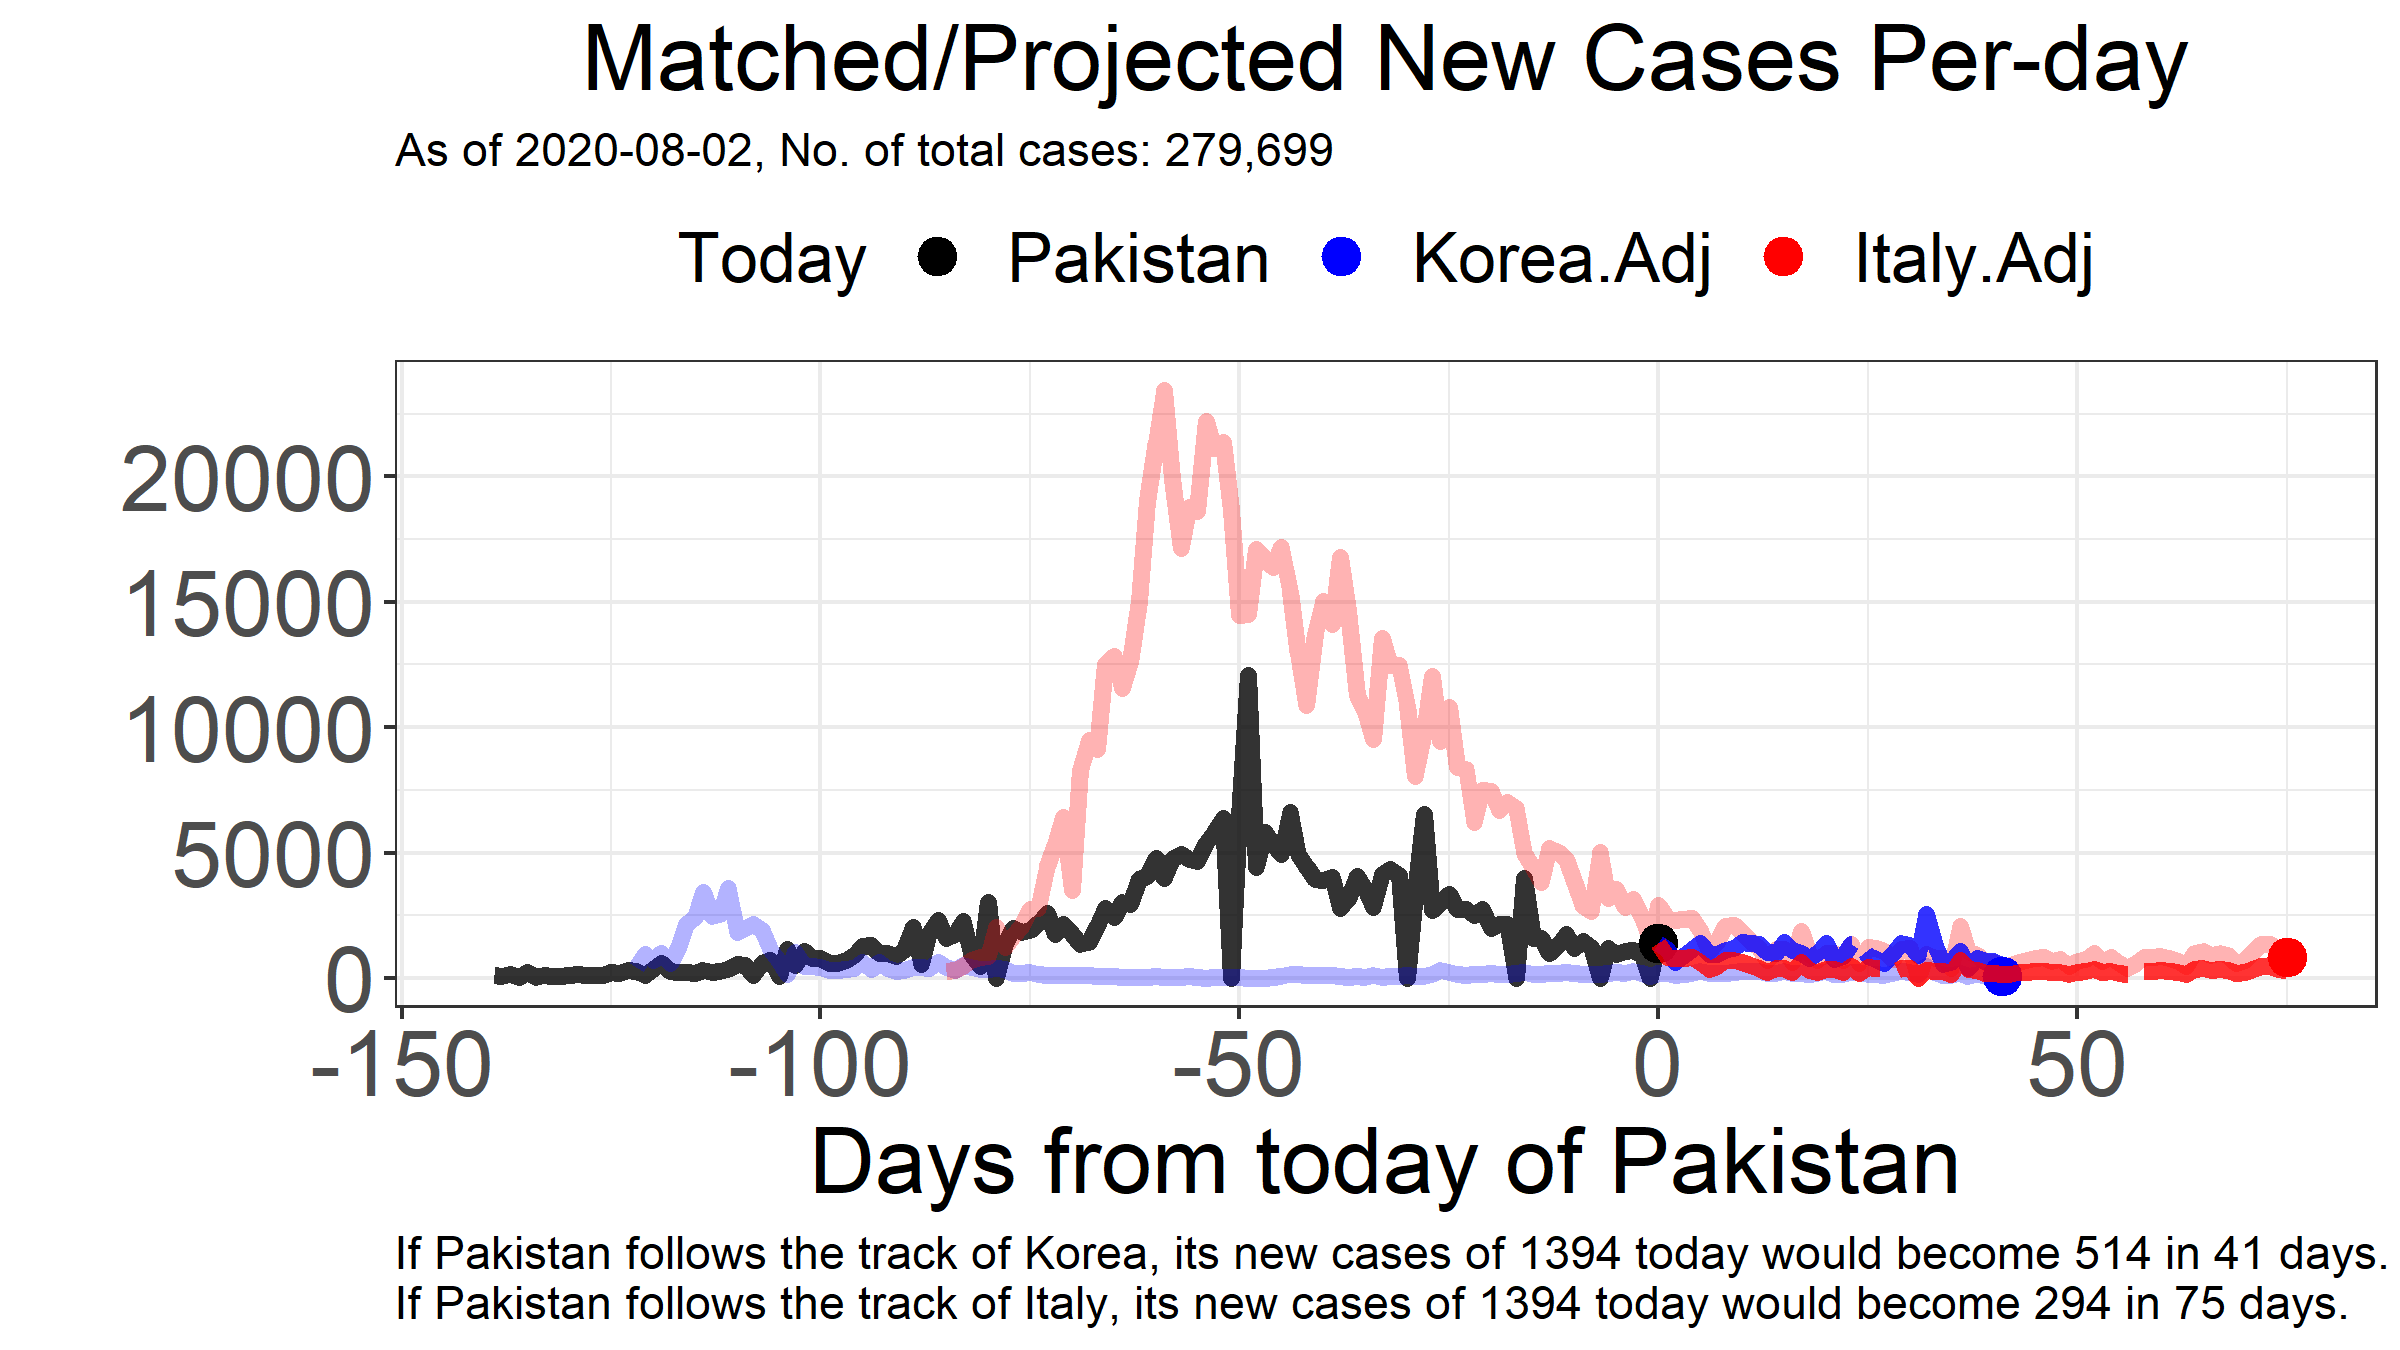 Matched/Projected New Cases Per-day
As of 2020-08-02, No. of total cases: 279,699
Today Pakistan Korea.Adj Italy.Adj
20000
15000
10000
5000
0
-150 -100 -50 0 50
Days from today of Pakistan
If Pakistan follows the track of Korea, its new cases of 1394 today would become 514 in 41 days.
If Pakistan follows the track of Italy, its new cases of 1394 today would become 294 in 75 days.